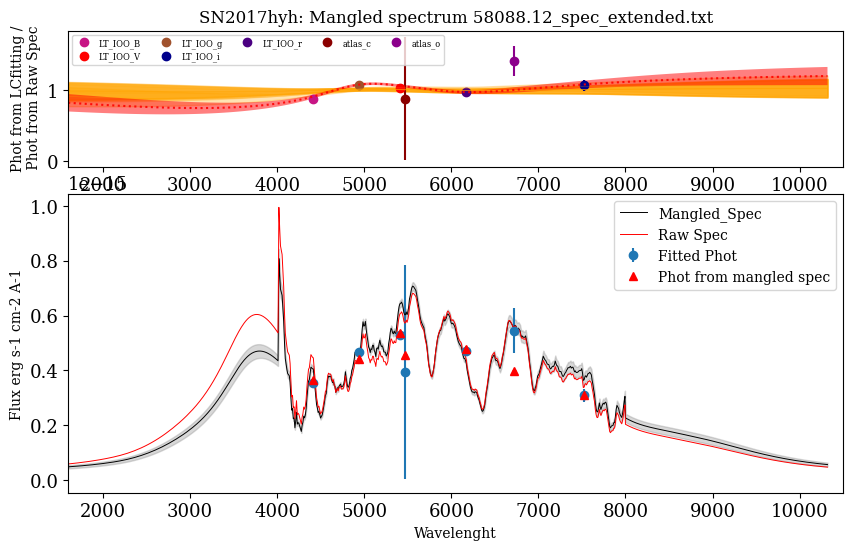 SN2017hyh: Mangled spectrum 58088.12_spec_extended.txt
Phot from LCfitting /
Phot from Raw Spec
LT_IOO_B
LT_IOO_V
LT_IOO_g
LT_IOO_i
LT_IOO_r
atlas_c
atlas_o
1
0
2000 3000 4000 5000 6000 7000 8000 9000 10000
Flux erg s-1 cm-2 A-1
1.0
0.8
0.6
0.4
0.2
0.0
Mangled_Spec
Raw Spec
Fitted Phot
Phot from mangled spec
2000 3000 4000 5000 6000 7000 8000 9000 10000
Wavelenght